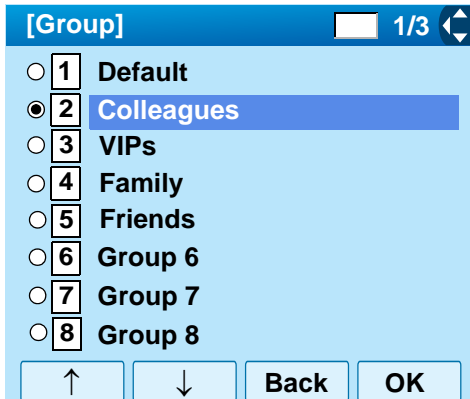 [Group] 1/3
1 Default
2 Colleagues
3 VIPs
4 Family
5 Friends
6 Group 6
7 Group 7
8 Group 8
↑ ↓ Back OK